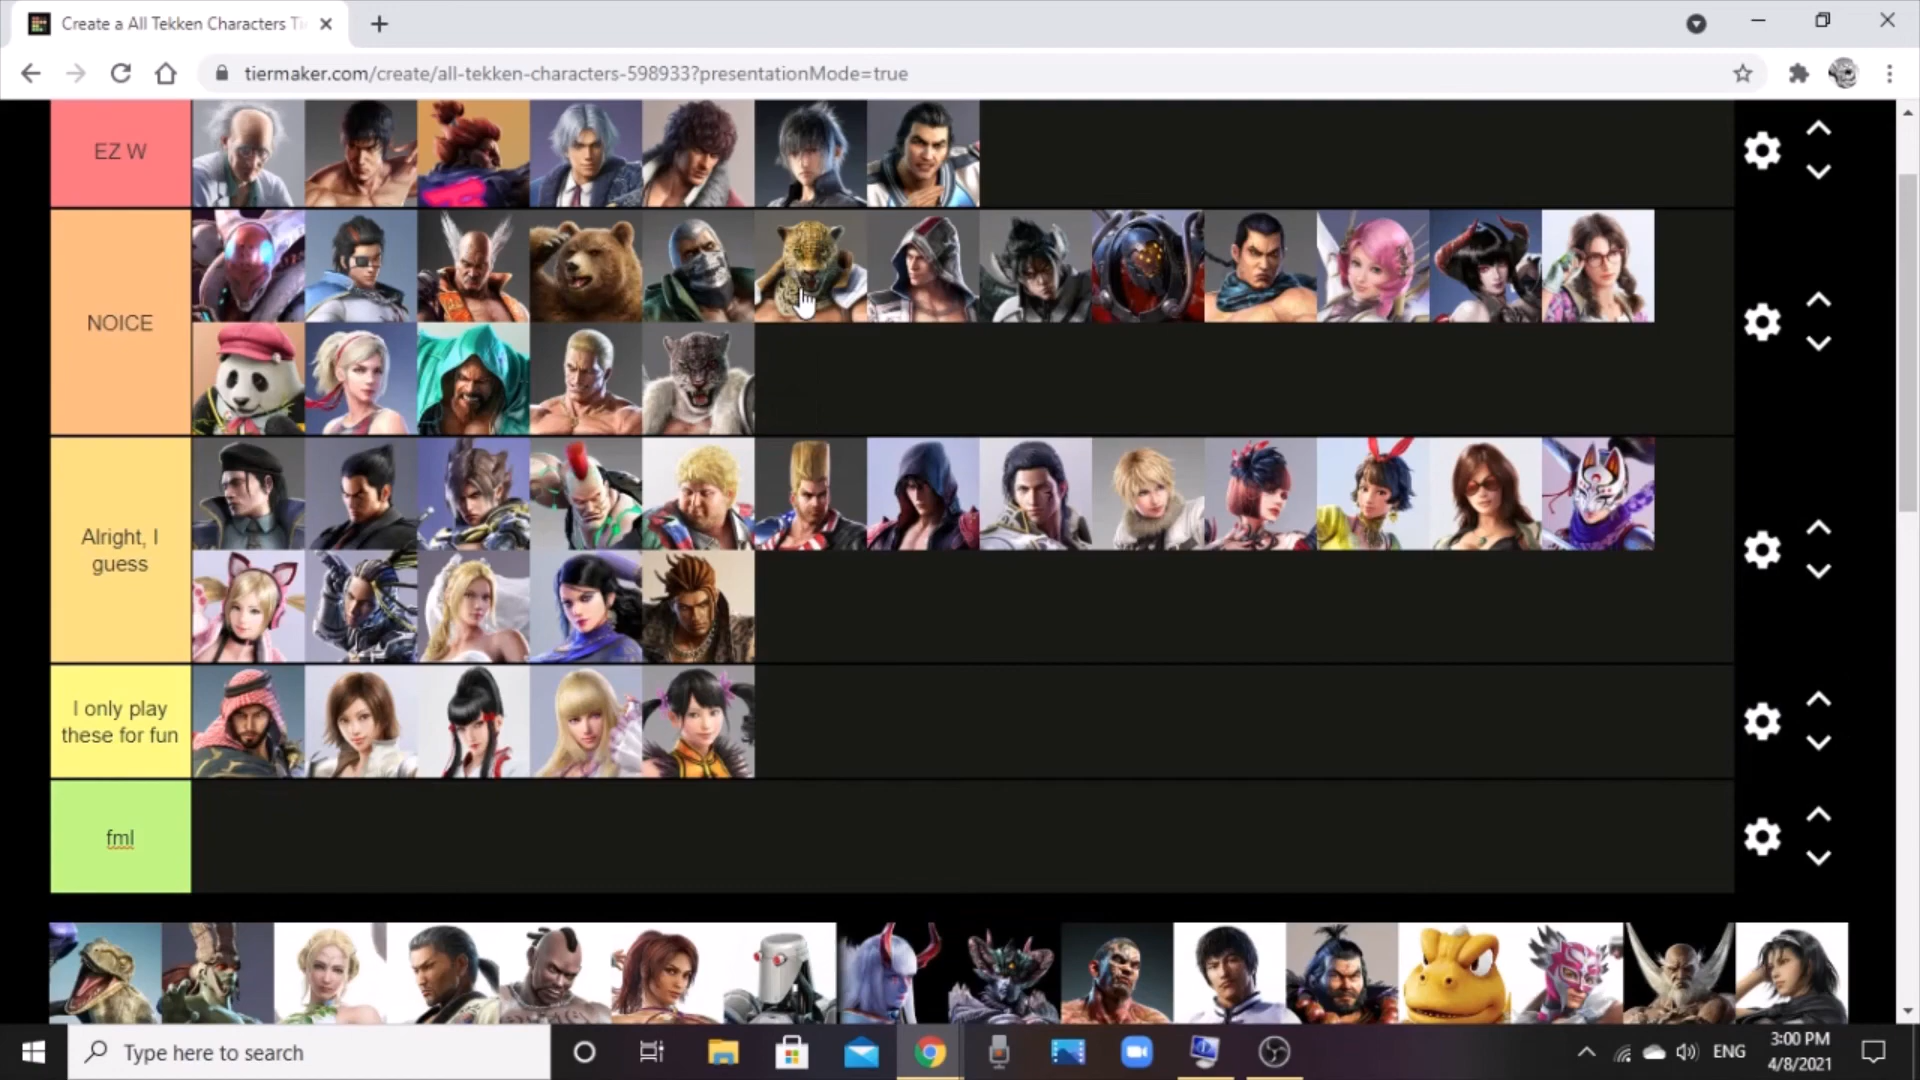 Create a All Tekken Characters Ti
tiermaker.com/create/all-tekken-characters-598933?presentationMode=true
EZ W
NOICE
Alright, I
guess
I only play
these for fun
fml
Type here to search
ENG
3:00 PM
4/8/2021